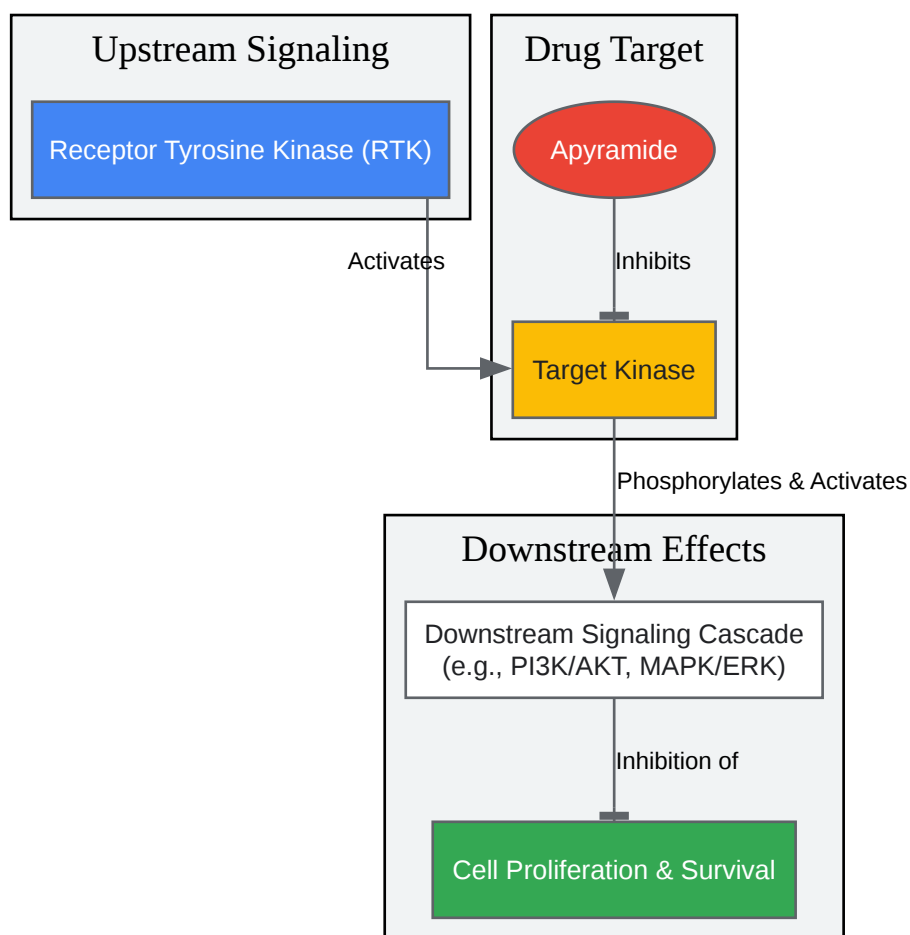 Upstream Signaling
Receptor Tyrosine Kinase (RTK)
Drug Target
Apyramide
Activates
Inhibits
Target Kinase
Phosphorylates & Activates
Downstream Effects
Downstream Signaling Cascade
(e.g., PI3K/AKT, MAPK/ERK)
Inhibition of
Cell Proliferation & Survival